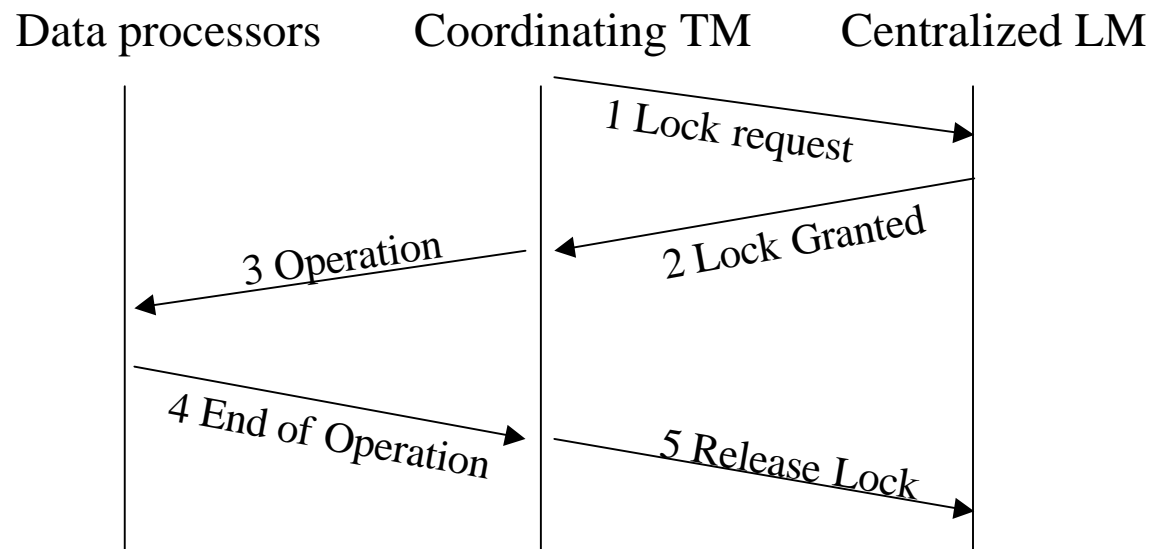 Data processors
Coordinating TM
Centralized LM
1 Lock request
2 Lock Granted
3 Operation
4 End of Operation
5 Release Lock